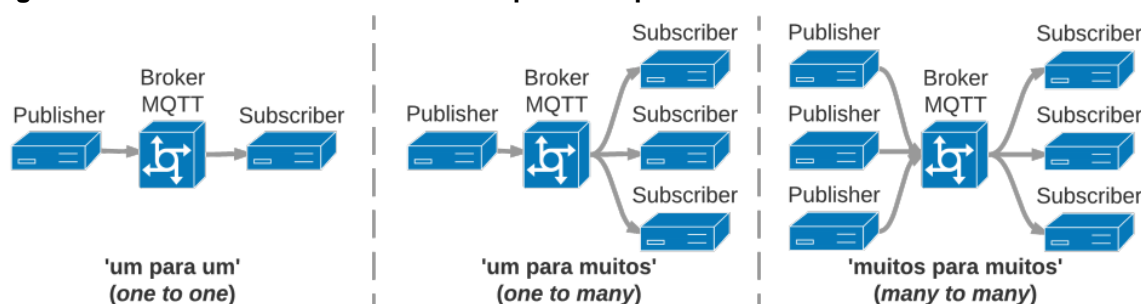 Publisher
Broker
MQTT
Subscriber
'um para um'
(one to one)
Publisher
Broker
MQTT
Subscriber
Subscriber
Subscriber
'um para muitos'
(one to many)
Publisher
Publisher
Publisher
Broker
MQTT
Subscriber
Subscriber
Subscriber
'muitos para muitos'
(many to many)